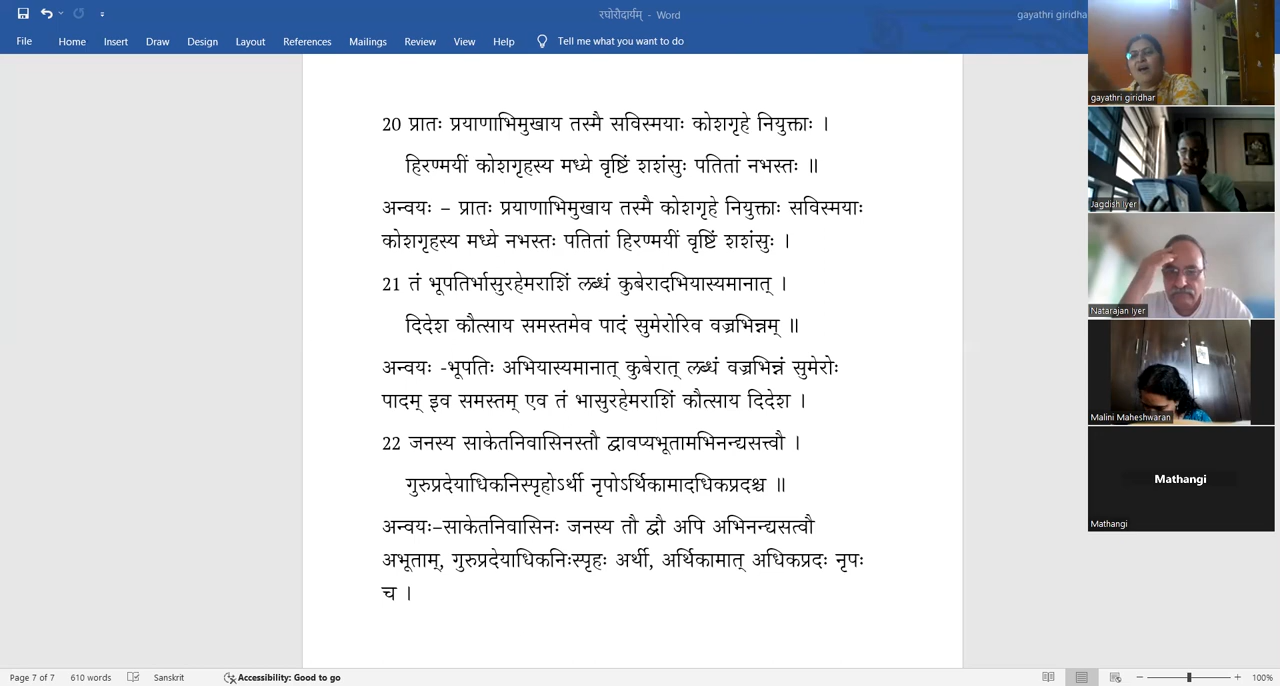 रघोरौदार्यम् - Word
gayathri giridha
File Home Insert Draw Design Layout References Mailings Review View Help Tell me what you want to do
20 प्रातः प्रयाणाभिमुखाय तस्मै सविस्मयाः कोशगृहे नियुक्ताः ।
हिरण्मयीं कोशगृहस्य मध्ये वृष्टिं शशंसुः पतितां नभस्तः ॥
अन्वयः – प्रातः प्रयाणाभिमुखाय तस्मै कोशगृहे नियुक्ताः सविस्मयाः
कोशगृहस्य मध्ये नभस्तः पतितां हिरण्मयीं वृष्टिं शशंसुः ।
21 तं भूपतिर्भासुरहेमराशिं लब्धं कुबेरादभियास्यमानात् ।
दिदेश कौत्साय समस्तमेव पादं सुमेरोरिव वज्रभिन्नम् ॥
अन्वयः -भूपतिः अभियास्यमानात् कुबेरात् लब्धं वज्रभिन्नं सुमेरोः
पादम् इव समस्तम् एव तं भासुरहेमराशिं कौत्साय दिदेश ।
22 जनस्य साकेतनिवासिनस्तौ द्वावप्यभूतामभिनन्द्यसत्त्वौ ।
गुरुप्रदेयाधिकनिस्पृहोऽर्थी नृपोऽर्थिकामादधिकप्रदश्च ॥
अन्वयः–साकेतनिवासिनः जनस्य तौ द्वौ अपि अभिनन्द्यसत्वौ
अभूताम्, गुरुप्रदेयाधिकनिःस्पृहः अर्थी, अर्थिकामात् अधिकप्रदः नृपः
च ।
gayathri giridhar
Jagdish Iyer
Natarajan Iyer
Malini Maheshwaran
Mathangi
Mathangi
Page 7 of 7 610 words Sanskrit Accessibility: Good to go 100%